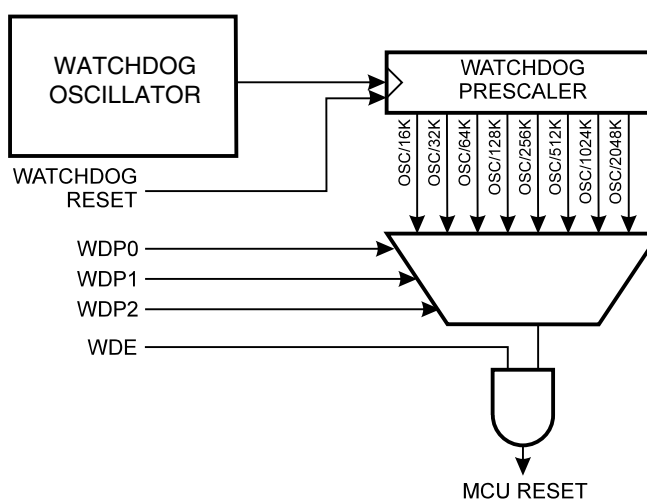 WATCHDOG
OSCILLATOR
WATCHDOG
PRESCALER
OSC/16K
OSC/32K
OSC/64K
OSC/128K
OSC/256K
OSC/512K
OSC/1024K
OSC/2048K
WATCHDOG
RESET
WDP0
WDP1
WDP2
WDE
MCU RESET